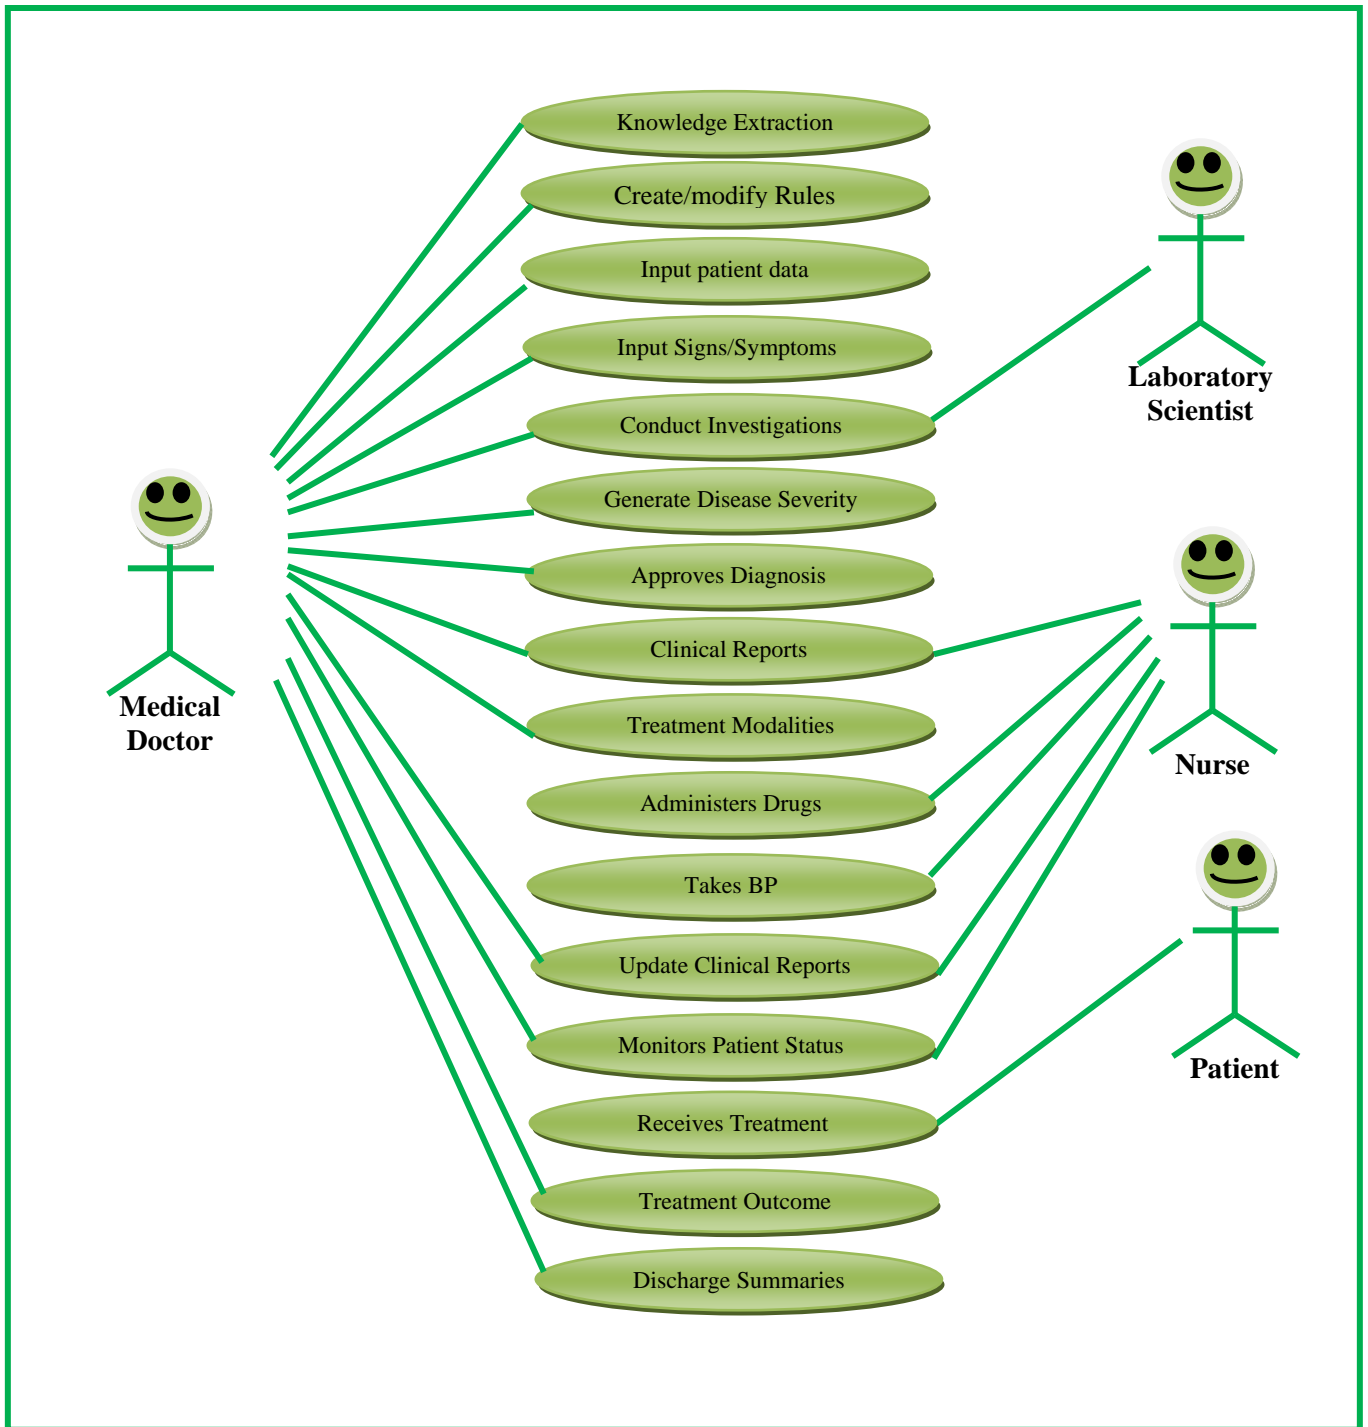 Knowledge Extraction
Create/modify Rules
Input patient data
Input Signs/Symptoms
Conduct Investigations
Generate Disease Severity
Approves Diagnosis
Clinical Reports
Treatment Modalities
Administers Drugs
Takes BP
Update Clinical Reports
Monitors Patient Status
Receives Treatment
Treatment Outcome
Discharge Summaries
Medical
Doctor
Laboratory
Scientist
Nurse
Patient